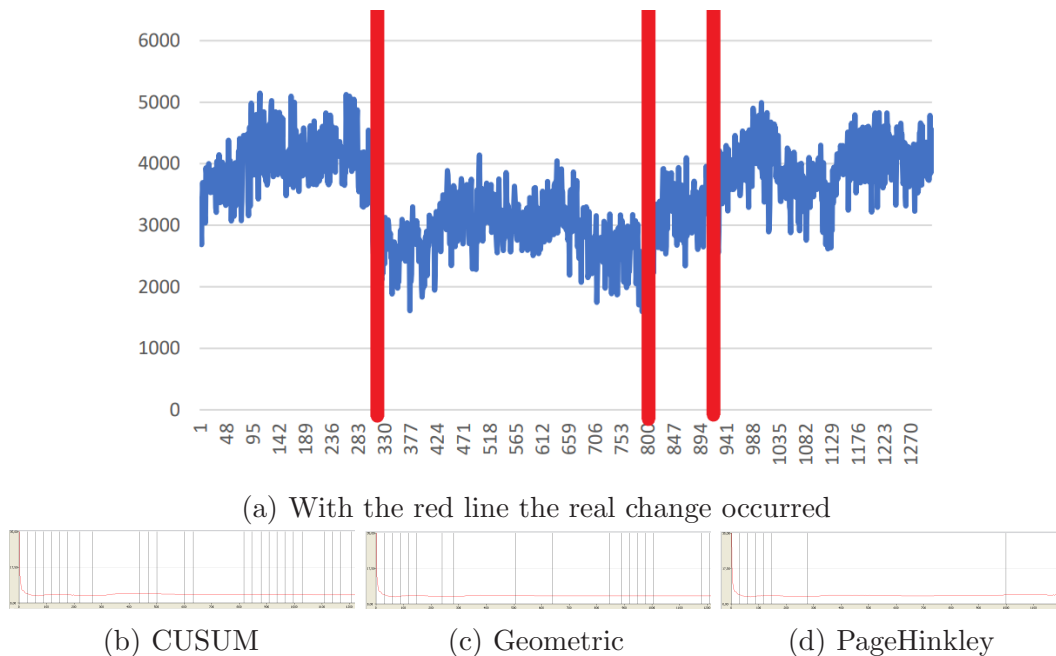 6000
5000
4000
3000
2000
1000
0
1 48 95 142 189 236 283 330 377 424 471 518 565 612 659 706 753 800 847 894 941 988 1035 1082 1129 1176 1223 1270
(a) With the red line the real change occurred
(b) CUSUM (c) Geometric (d) PageHinkley